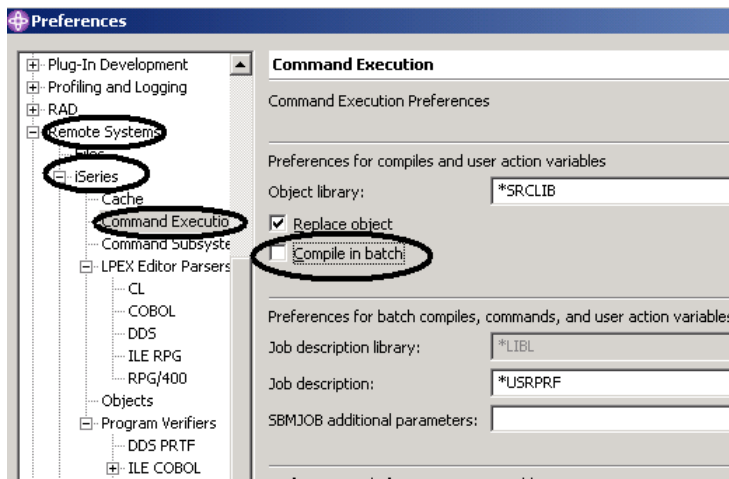 Preferences
Plug-In Development
Profiling and Logging
RAD
Remote Systems
Files
iSeries
Cache
Command Executio
Command Subsyste
LPEX Editor Parsers
CL
COBOL
DDS
ILE RPG
RPG/400
Objects
Program Verifiers
DDS PRTF
ILE COBOL
Command Execution
Command Execution Preferences
Preferences for compiles and user action variables
Object library:
*SRCLIB
Replace object
Compile in batch
Preferences for batch compiles, commands, and user action variables
Job description library:
*LIBL
Job description:
*USRPRF
SBMJOB additional parameters: